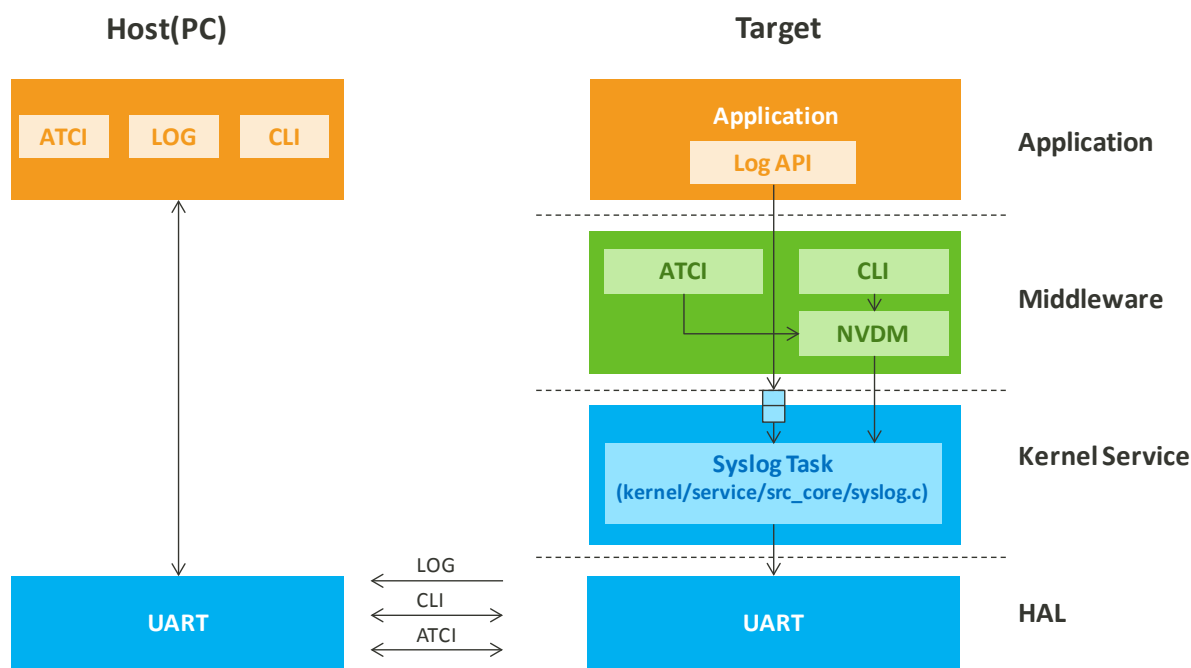 Host(PC)
Target
ATCI
LOG
CLI
Application
Log API
Application
ATCI
CLI
NVDM
Middleware
Syslog Task
(kernel/service/src_core/syslog.c)
Kernel Service
LOG
CLI
ATCI
UART
UART
HAL